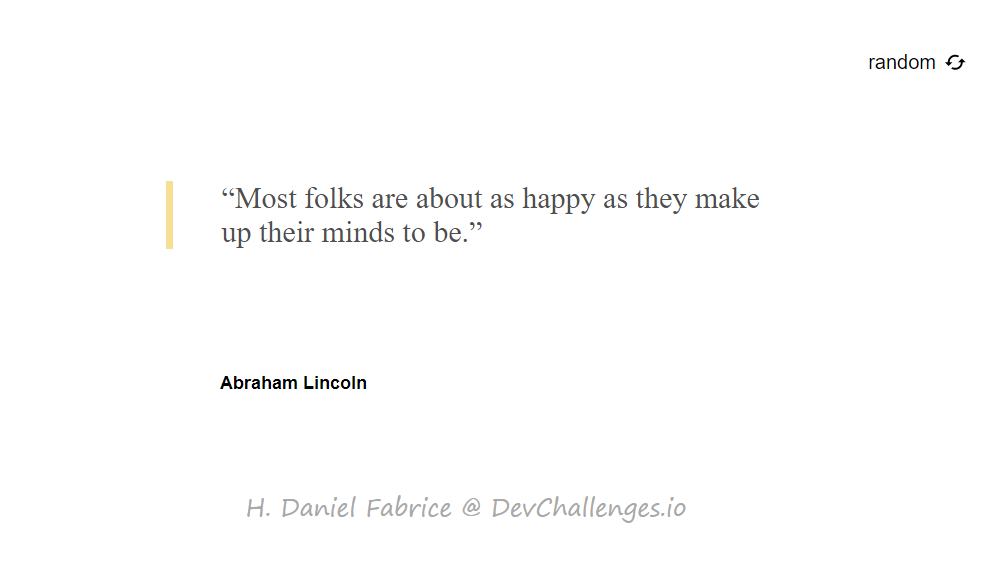 random
“Most folks are about as happy as they make
up their minds to be.”
Abraham Lincoln
H. Daniel Fabrice @ DevChallenges.io